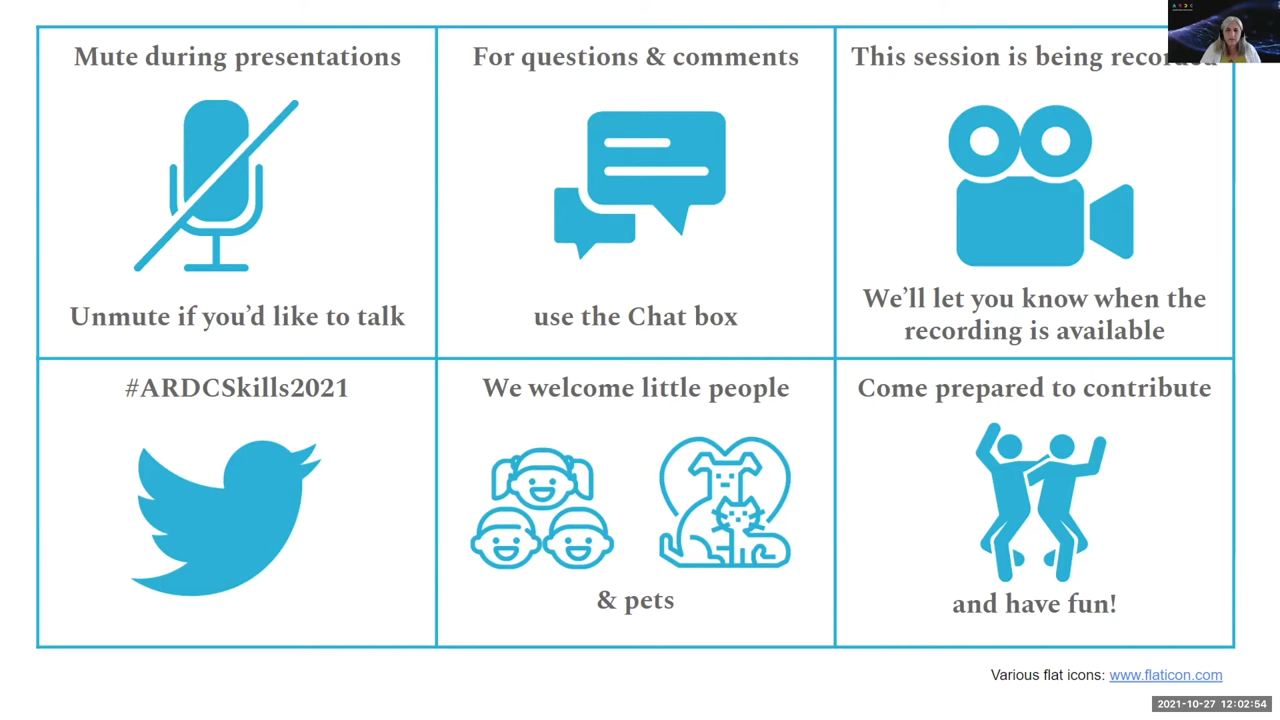 Mute during presentations
Unmute if you'd like to talk
For questions & comments
use the Chat box
This session is being recorded
We'll let you know when the
recording is available
#ARDCSkills2021
We welcome little people
& pets
Come prepared to contribute
and have fun!
Various flat icons: www.flaticon.com
2021-10-27 12:02:54